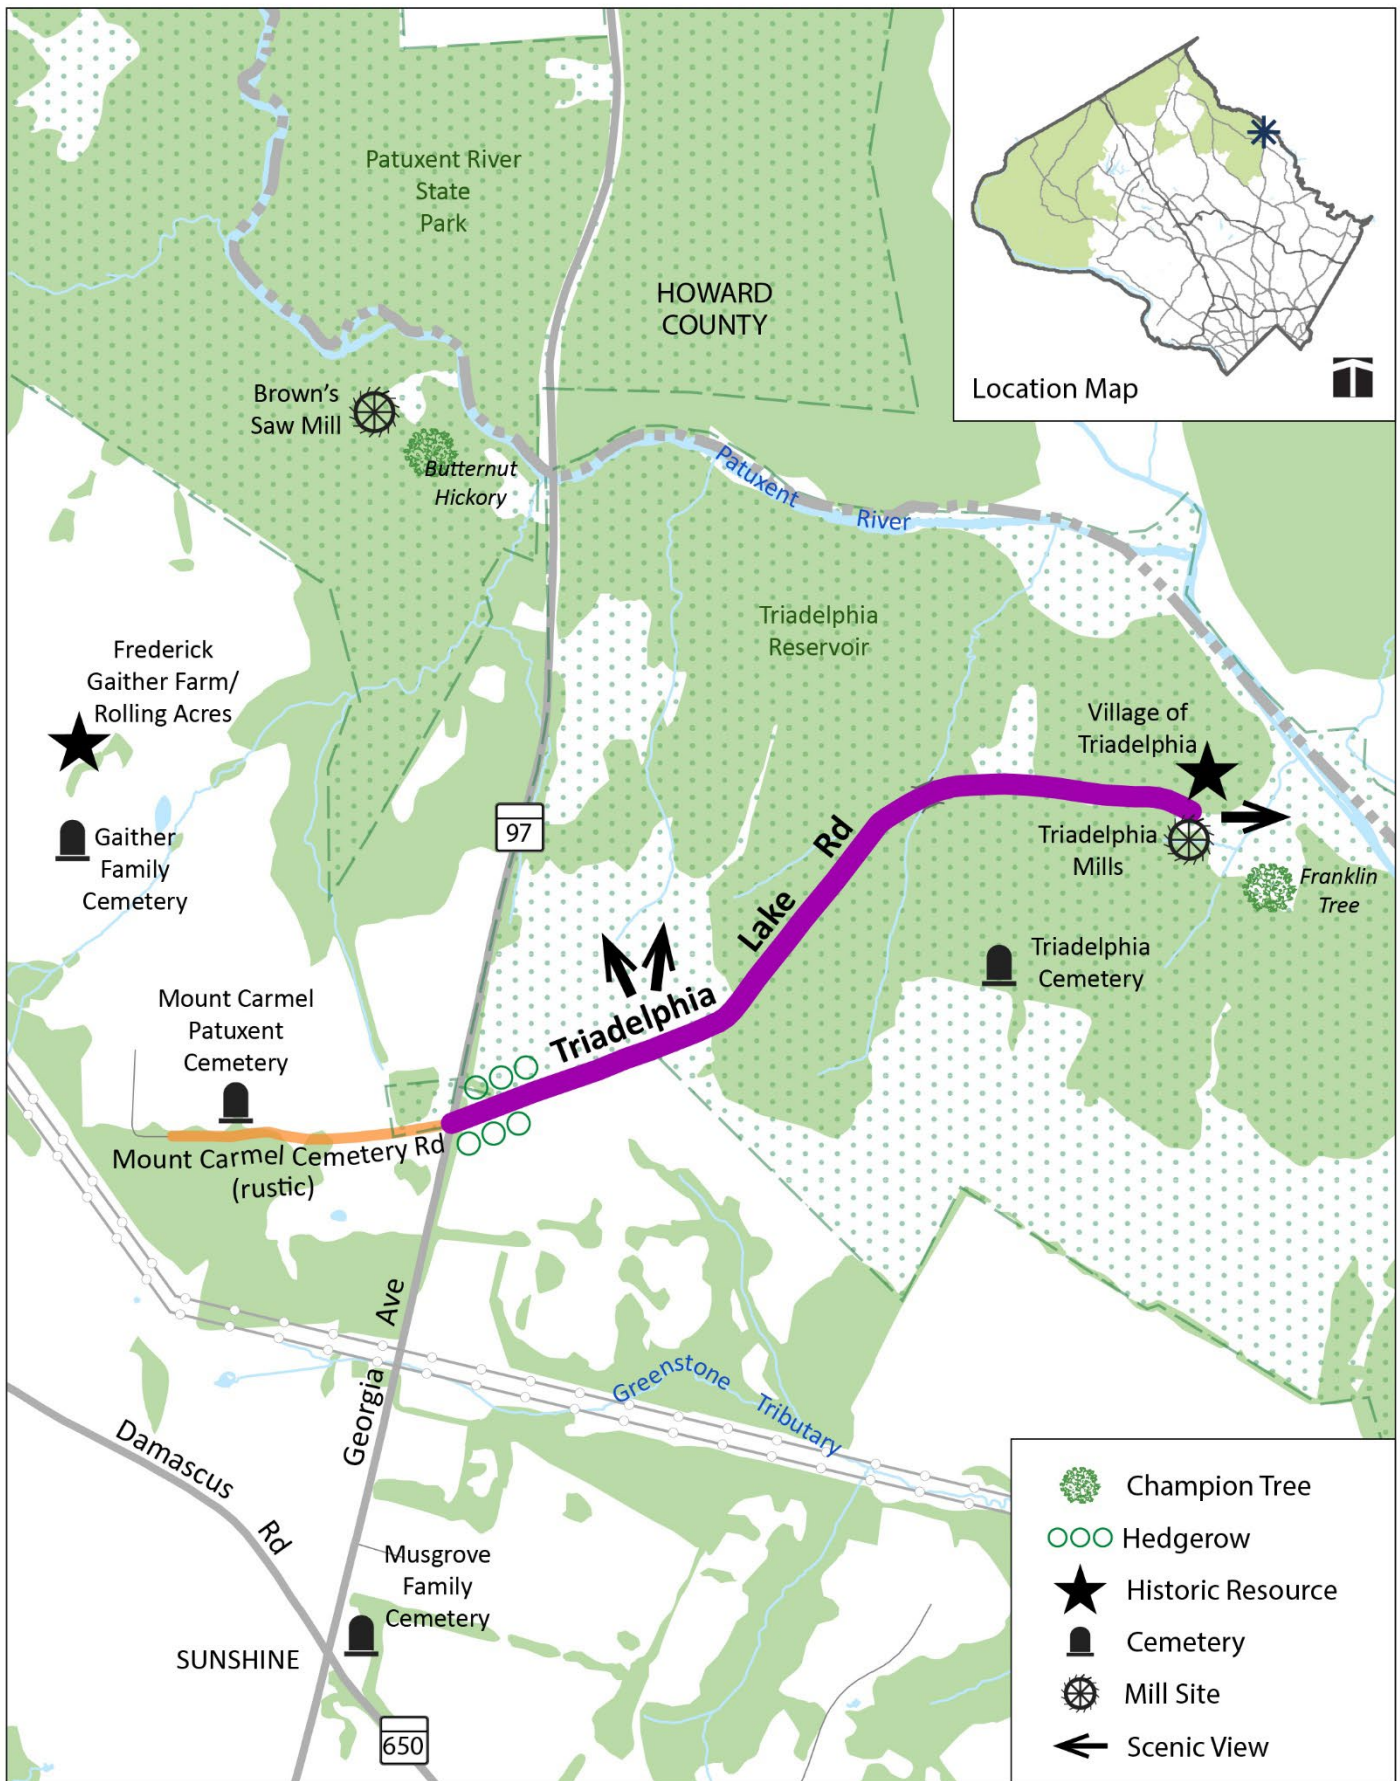 Patuxent River
State
Park
HOWARD
COUNTY
Location Map
Brown's
Saw Mill
Butternut
Hickory
Patuxent
River
Triadelphia
Reservoir
Frederick
Gaither Farm/
Rolling Acres
Village of
Triadelphia
97
Gaither
Family
Cemetery
Triadelphia
Mills
Franklin
Tree
Triadelphia
Cemetery
Triadelphia Lake Rd
Mount Carmel
Patuxent
Cemetery
Mount Carmel Cemetery Rd
(rustic)
Georgia Ave
Greenstone
Tributary
Damascus Rd
Musgrove
Family
Cemetery
SUNSHINE
650
Champion Tree
Hedgerow
Historic Resource
Cemetery
Mill Site
Scenic View